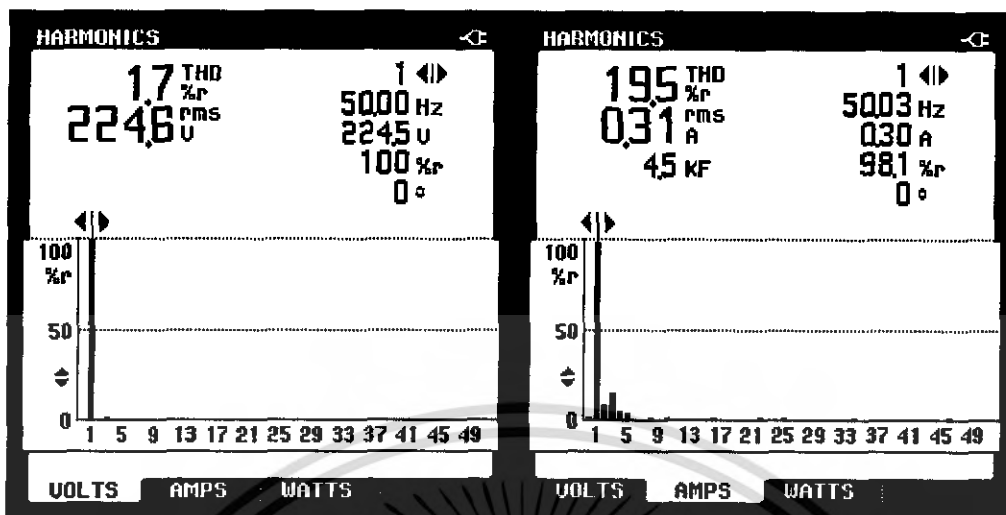 HARMONICS
1.7 THD %r
224.6 rms V
1
50.00 Hz
224.5 V
100 %r
0 °
100
%r
50
0
1 5 9 13 17 21 25 29 33 37 41 45 49
VOLTS AMPS WATTS
HARMONICS
19.5 THD %r
0.31 rms A
4.5 KF
1
50.03 Hz
0.30 A
98.1 %r
0 °
100
%r
50
0
1 5 9 13 17 21 25 29 33 37 41 45 49
VOLTS AMPS WATTS